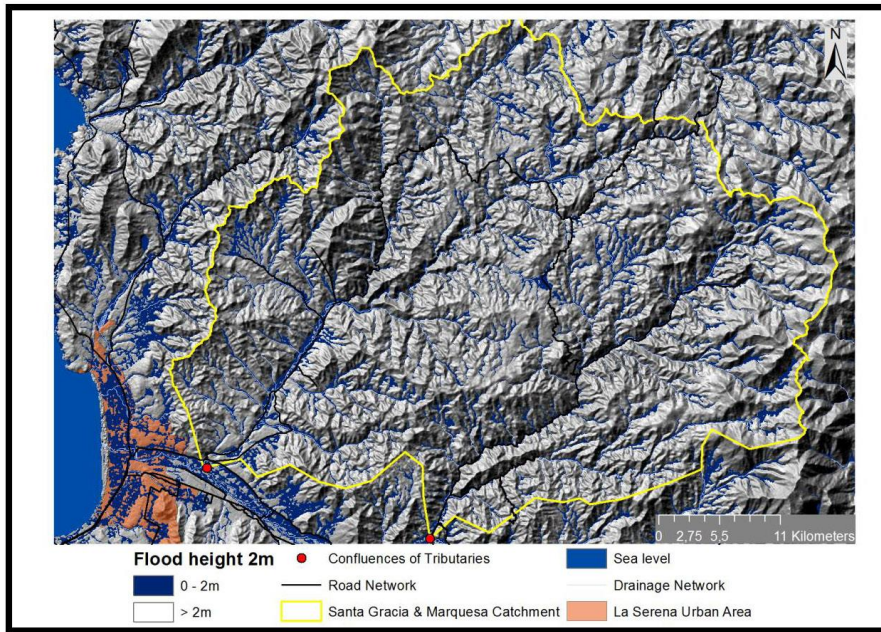 N
0 2,75 5,5 11 Kilometers
Flood height 2m
Confluences of Tributaries
Sea level
0 - 2m
Road Network
Drainage Network
> 2m
Santa Gracia & Marquesa Catchment
La Serena Urban Area